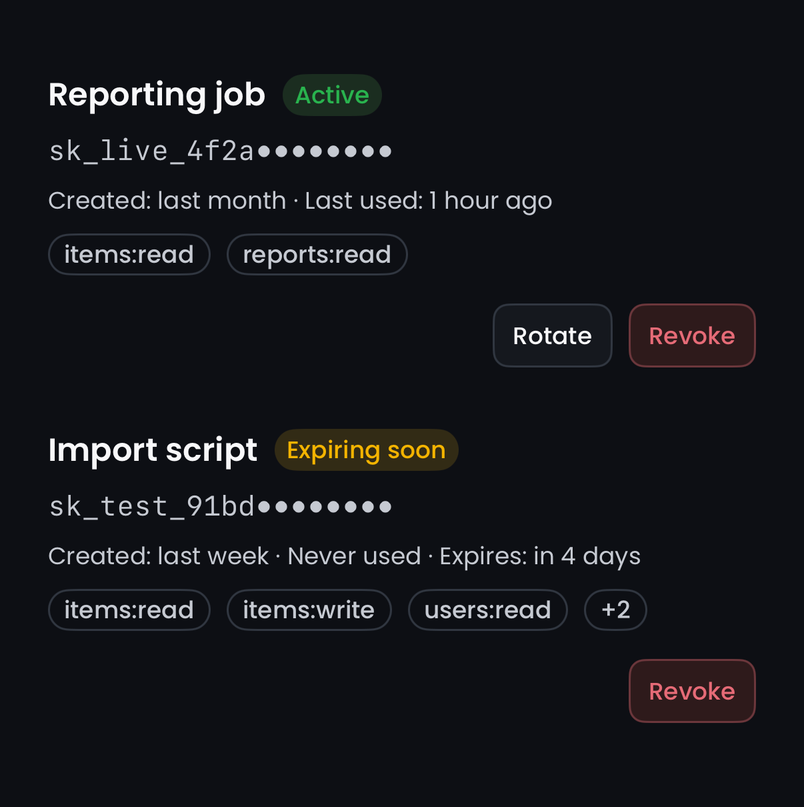 Reporting job Active
sk_live_4f2a••••••••
Created: last month · Last used: 1 hour ago
items:read reports:read
Rotate Revoke
Import script Expiring soon
sk_test_91bd••••••••
Created: last week · Never used · Expires: in 4 days
items:read items:write users:read +2
Revoke